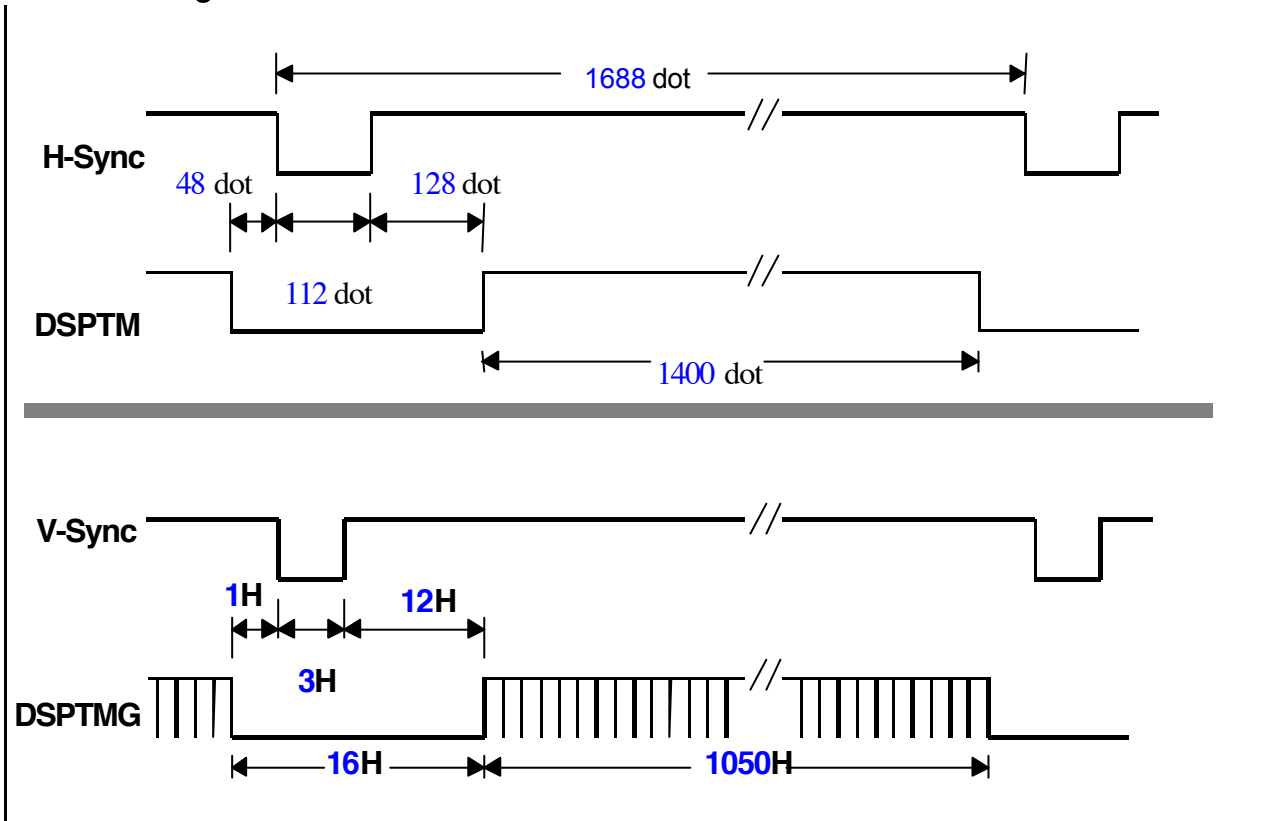 1688 dot
H-Sync
48 dot
128 dot
112 dot
DSPTM
1400 dot
V-Sync
1H
12H
3H
DSPTMG
16H
1050H